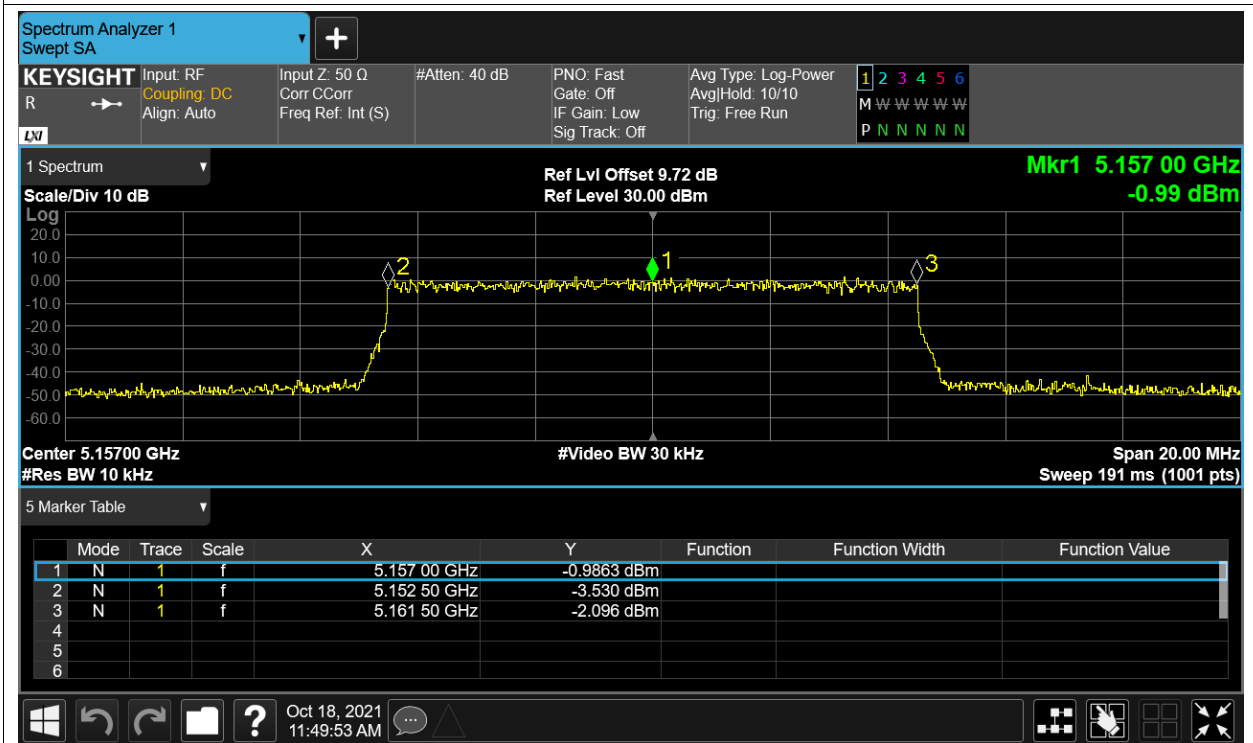 Spectrum Analyzer 1
Swept SA
+
KEYSIGHT Input: RF Input Z: 50 Ω #Atten: 40 dB PNO: Fast Avg Type: Log-Power 1 2 3 4 5 6
R Coupling: DC Corr CCorr Gate: Off Avg|Hold: 10/10 M W W W W W
Align: Auto Freq Ref: Int (S) IF Gain: Low Trig: Free Run
LXI Sig Track: Off P N N N N N
1 Spectrum Ref Lvl Offset 9.72 dB Mkr1 5.157 00 GHz
Scale/Div 10 dB Ref Level 30.00 dBm -0.99 dBm
Log
20.0
10.0 2 1 3
0.00
-10.0
-20.0
-30.0
-40.0
-50.0
-60.0
Center 5.15700 GHz #Video BW 30 kHz Span 20.00 MHz
#Res BW 10 kHz Sweep 191 ms (1001 pts)
5 Marker Table
Mode Trace Scale X Y Function Function Width Function Value
1 N 1 f 5.157 00 GHz -0.9863 dBm
2 N 1 f 5.152 50 GHz -3.530 dBm
3 N 1 f 5.161 50 GHz -2.096 dBm
4
5
6
? Oct 18, 2021
11:49:53 AM